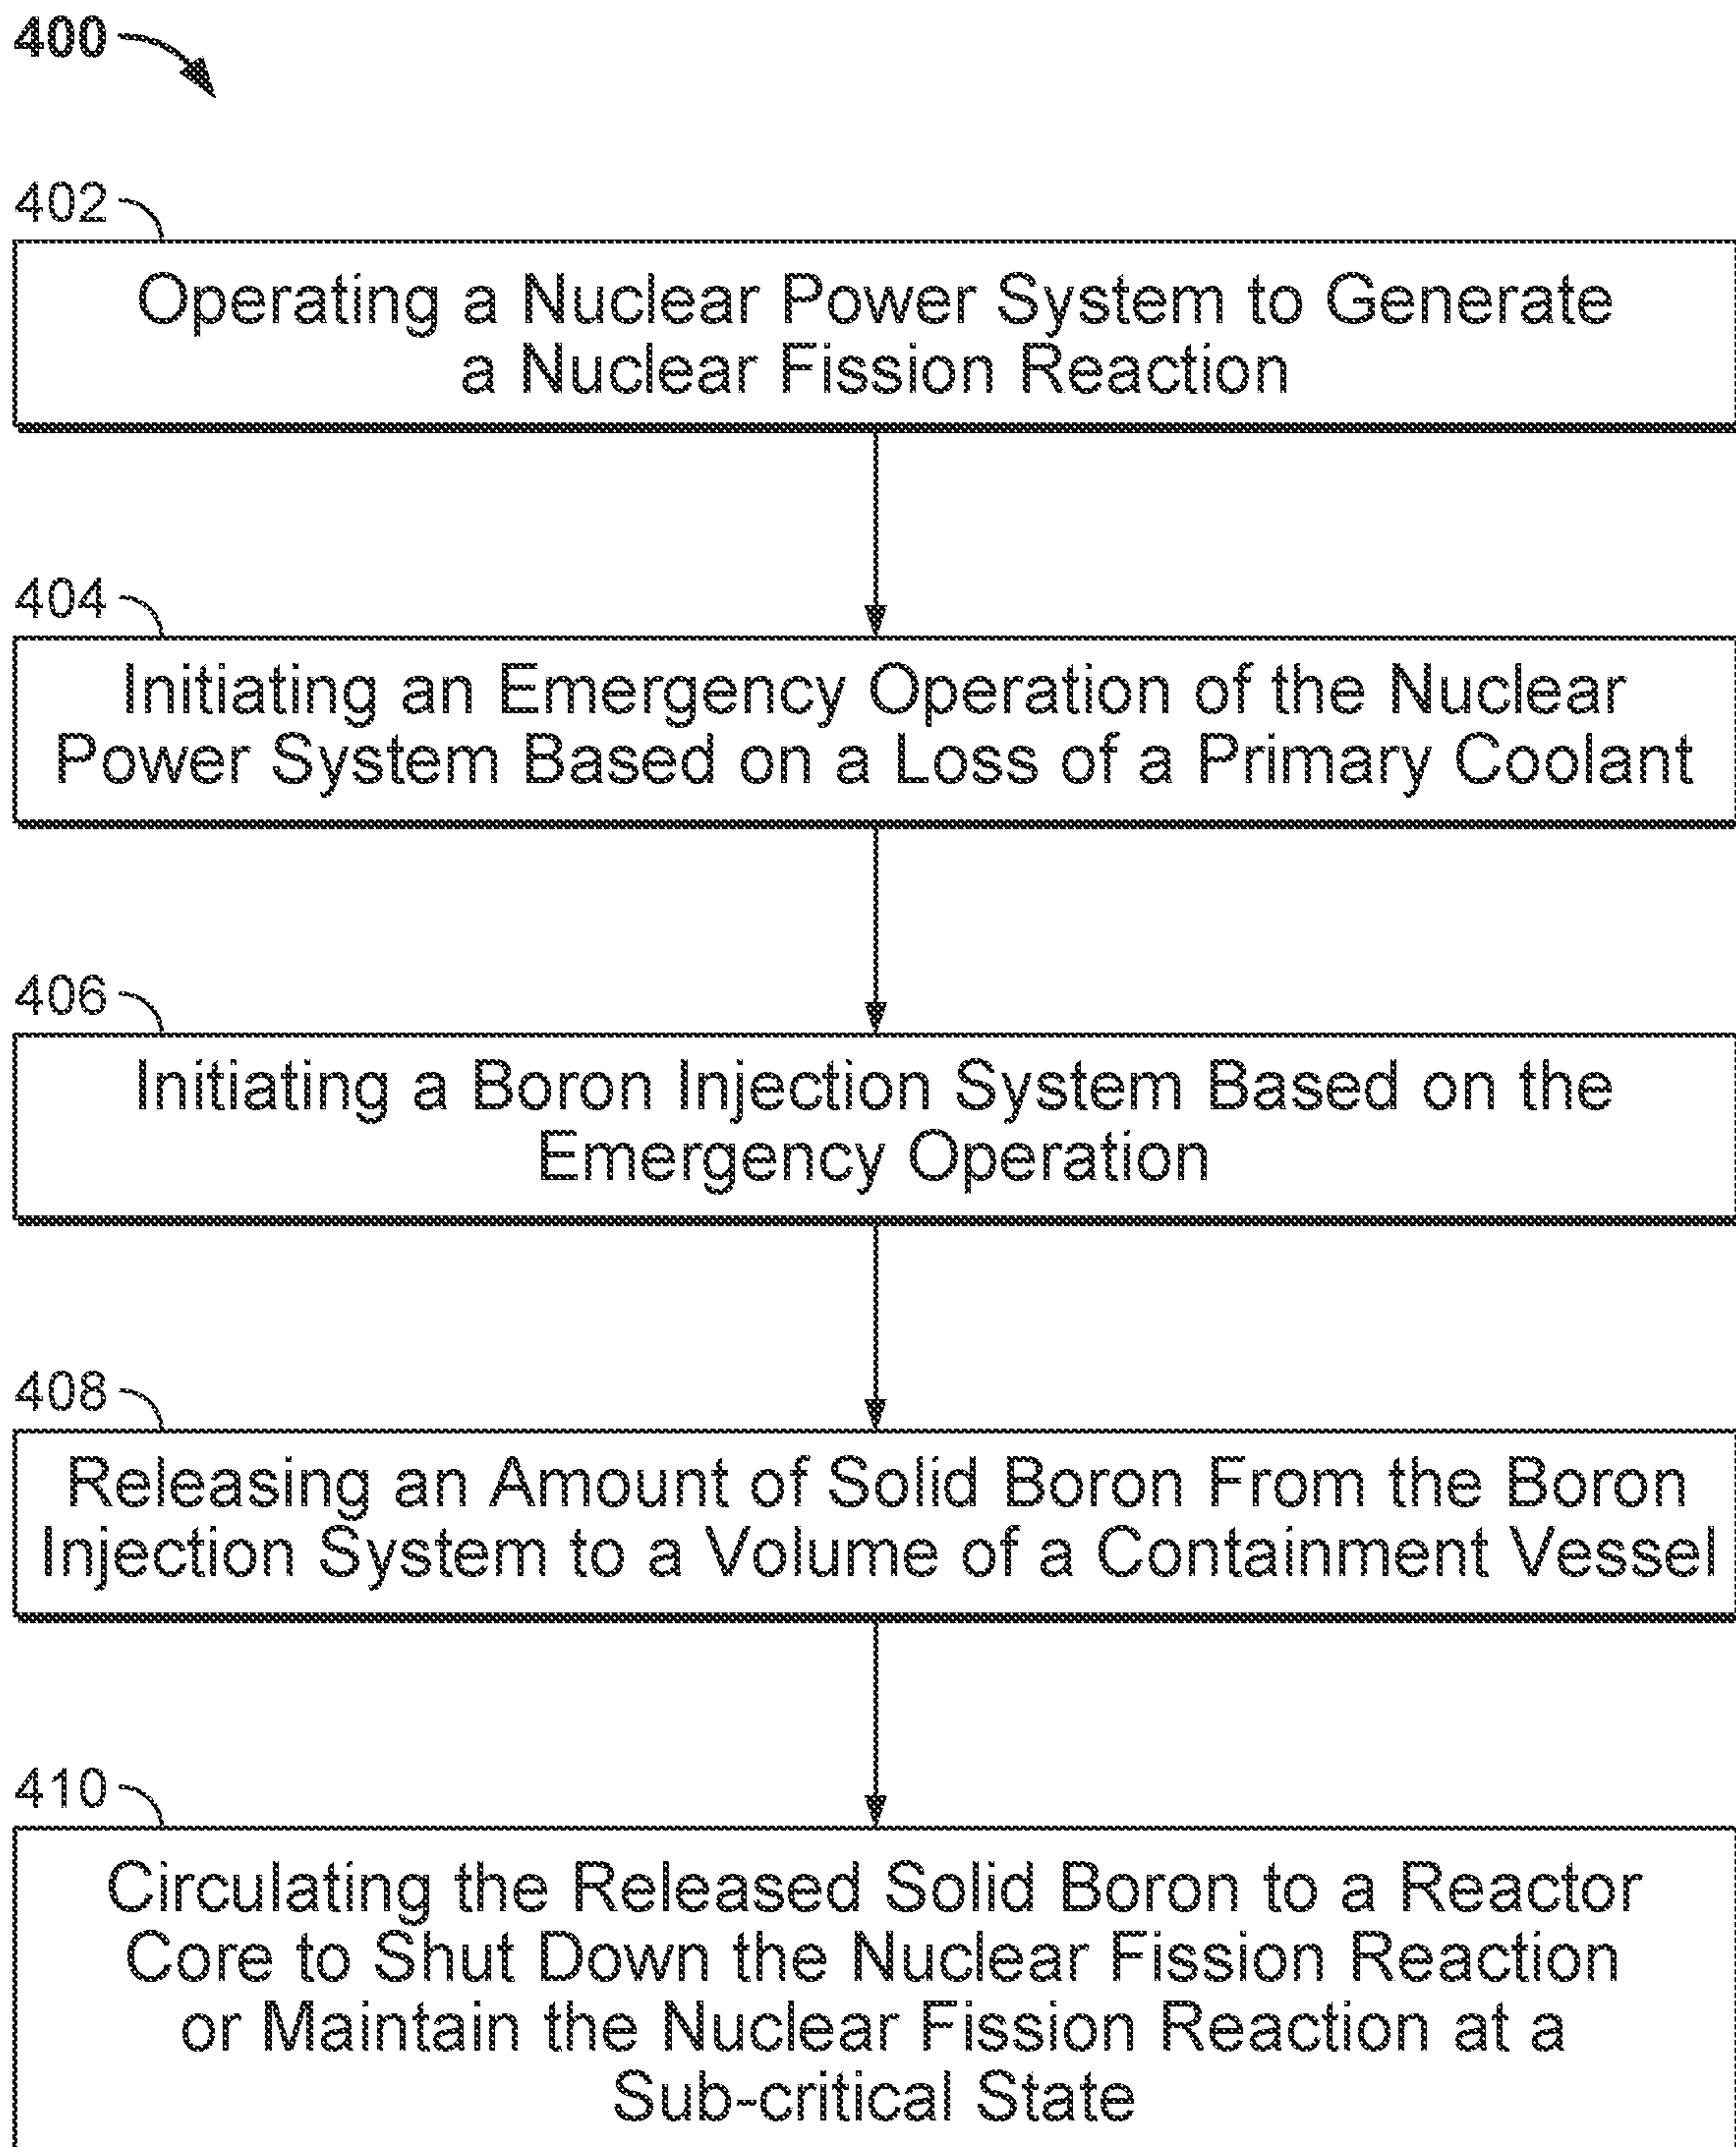 400
402
Operating a Nuclear Power System to Generate
a Nuclear Fission Reaction
404
Initiating an Emergency Operation of the Nuclear
Power System Based on a Loss of a Primary Coolant
406
Initiating a Boron Injection System Based on the
Emergency Operation
408
Releasing an Amount of Solid Boron From the Boron
Injection System to a Volume of a Containment Vessel
410
Circulating the Released Solid Boron to a Reactor
Core to Shut Down the Nuclear Fission Reaction
or Maintain the Nuclear Fission Reaction at a
Sub-critical State